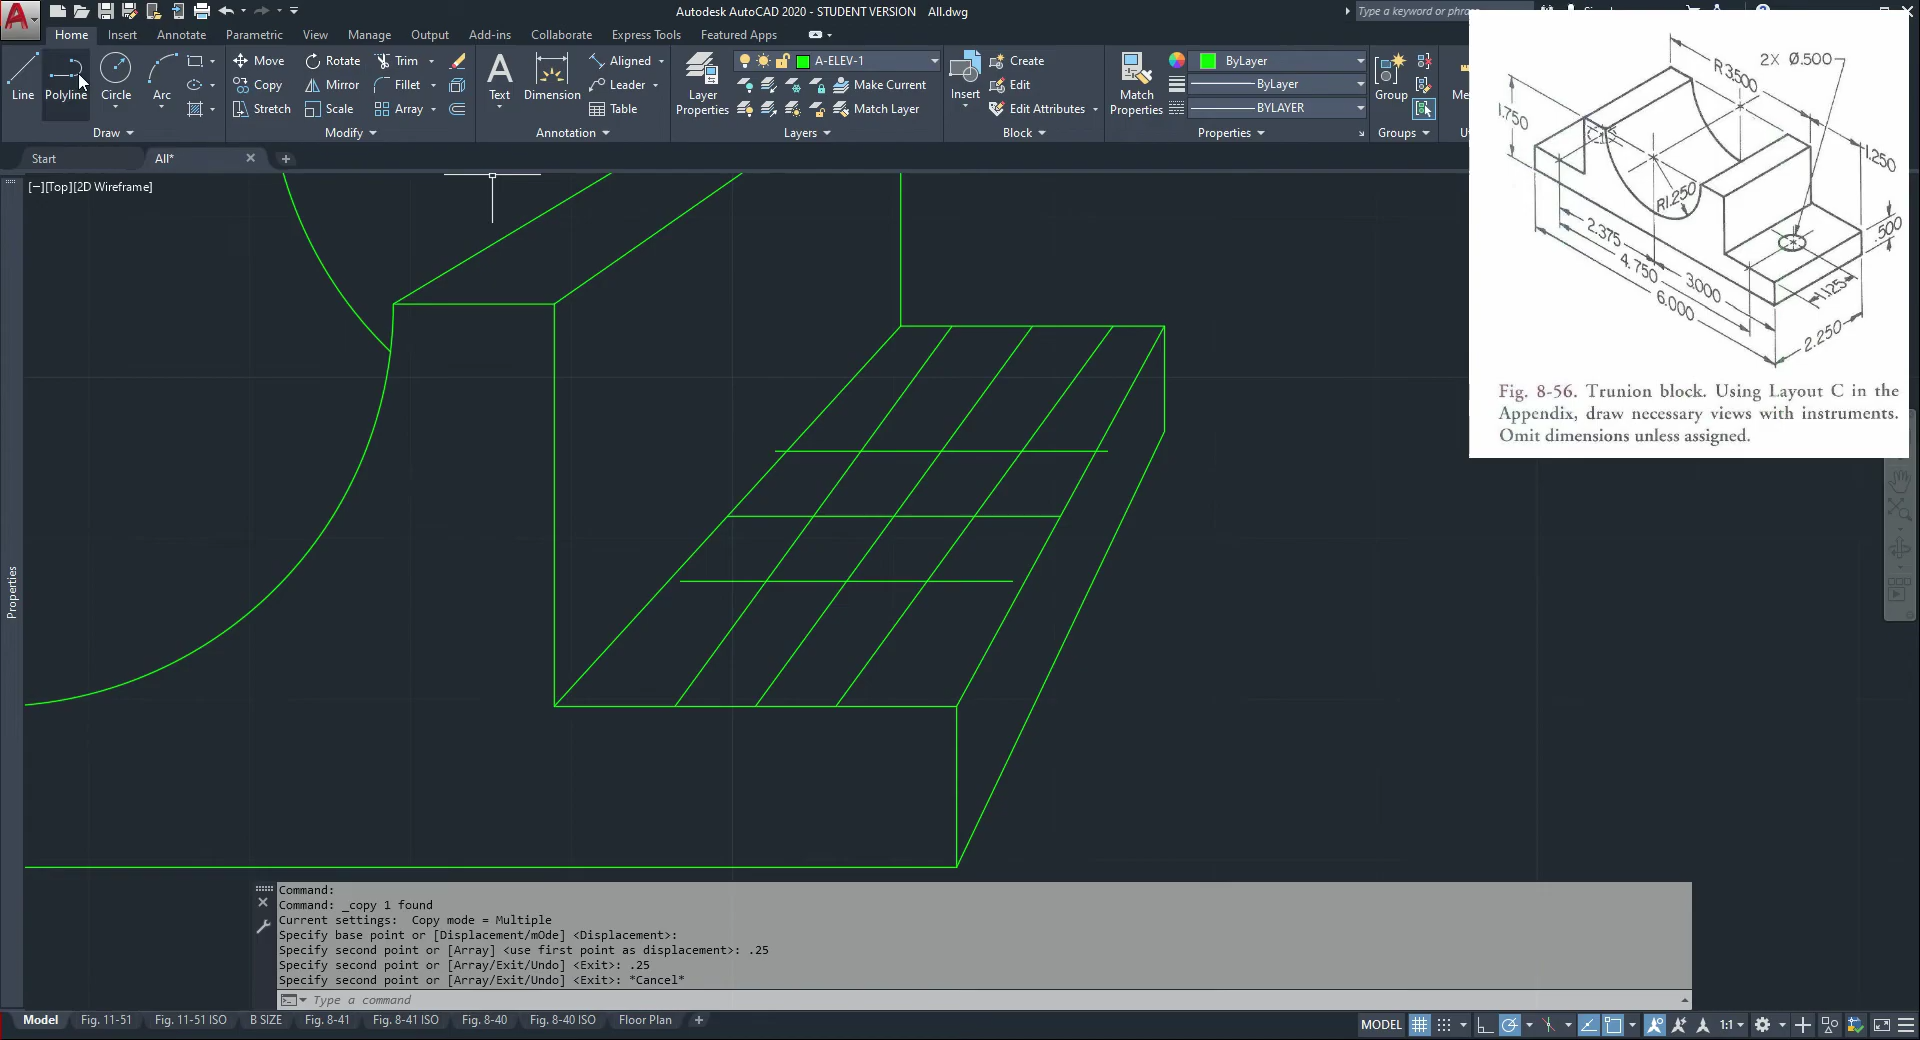 Autodesk AutoCAD 2020 - STUDENT VERSION All.dwg
Type a keyword or phrase
Home Insert Annotate Parametric View Manage Output Add-ins Collaborate Express Tools Featured Apps
Line Polyline Circle Arc
Move Rotate Trim
Copy Mirror Fillet
Stretch Scale Array
Draw Modify
Text Dimension
Aligned
Leader
Table
Annotation
Layer Properties
A-ELEV-1
Make Current
Match Layer
Layers
Insert
Create
Edit
Edit Attributes
Block
Match Properties
ByLayer
ByLayer
BYLAYER
Properties
Group
Groups
Start All*
[−][Top][2D Wireframe]
Properties
2X Ø.500
R3.500
1.750
1.250
R1.250
.500
2.375
4.750
3.000
6.000
1.125
2.250
Fig. 8-56. Trunion block. Using Layout C in the
Appendix, draw necessary views with instruments.
Omit dimensions unless assigned.
Command:
Command: _copy 1 found
Current settings: Copy mode = Multiple
Specify base point or [Displacement/mOde] <Displacement>:
Specify second point or [Array] <use first point as displacement>: .25
Specify second point or [Array/Exit/Undo] <Exit>: .25
Specify second point or [Array/Exit/Undo] <Exit>: *Cancel*
Type a command
Model Fig. 11-51 Fig. 11-51 ISO B SIZE Fig. 8-41 Fig. 8-41 ISO Fig. 8-40 Fig. 8-40 ISO Floor Plan
MODEL 1:1